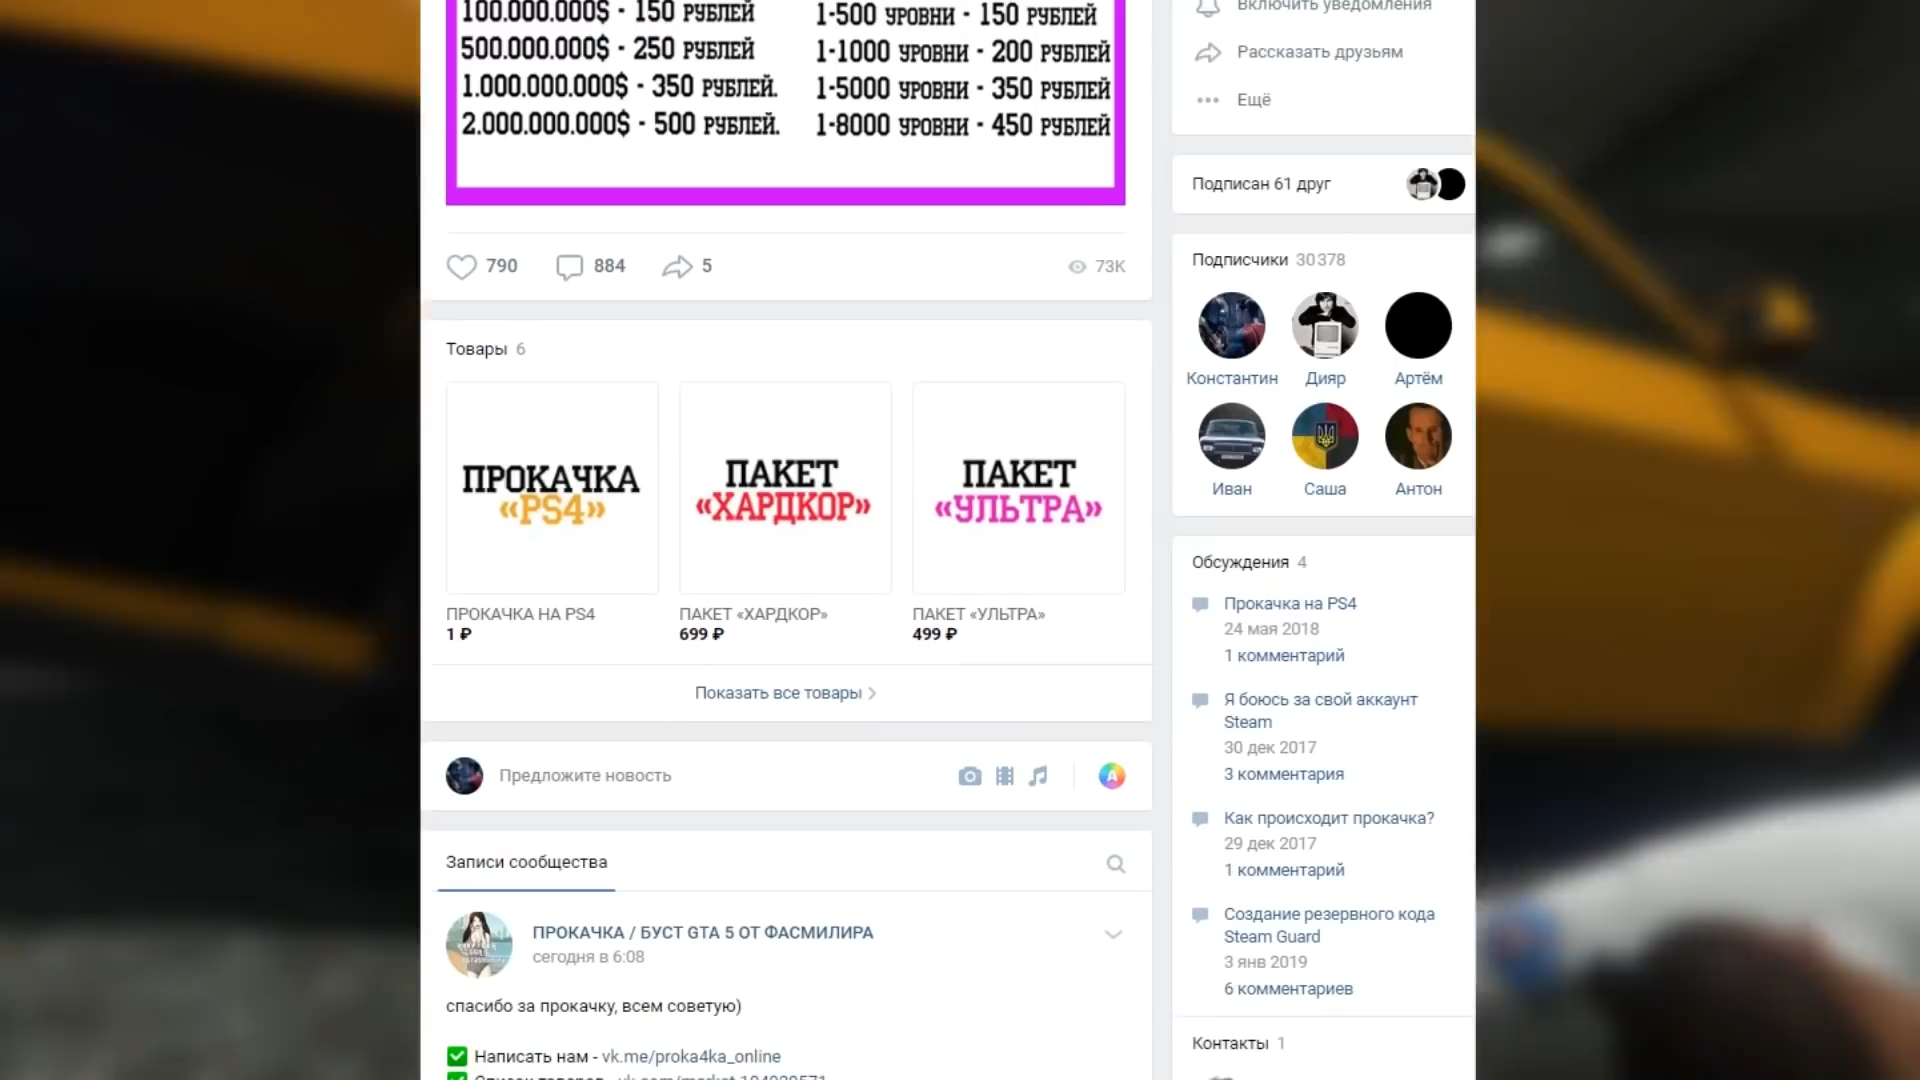 100.000.000$ - 150 РУБЛЕЙ
500.000.000$ - 250 РУБЛЕЙ
1.000.000.000$ - 350 РУБЛЕЙ.
2.000.000.000$ - 500 РУБЛЕЙ.
1-500 УРОВНИ - 150 РУБЛЕЙ
1-1000 УРОВНИ - 200 РУБЛЕЙ
1-5000 УРОВНИ - 350 РУБЛЕЙ
1-8000 УРОВНИ - 450 РУБЛЕЙ
790 884 5 73K
Товары 6
ПРОКАЧКА
«PS4»
ПАКЕТ
«ХАРДКОР»
ПАКЕТ
«УЛЬТРА»
ПРОКАЧКА НА PS4
1 ₽
ПАКЕТ «ХАРДКОР»
699 ₽
ПАКЕТ «УЛЬТРА»
499 ₽
Показать все товары
Предложите новость
Записи сообщества
ПРОКАЧКА / БУСТ GTA 5 ОТ ФАСМИЛИРА
сегодня в 6:08
спасибо за прокачку, всем советую)
Написать нам - vk.me/proka4ka_online
Включить уведомления
Рассказать друзьям
Ещё
Подписан 61 друг
Подписчики 30 378
Константин Дияр Артём
Иван Саша Антон
Обсуждения 4
Прокачка на PS4
24 мая 2018
1 комментарий
Я боюсь за свой аккаунт
Steam
30 дек 2017
3 комментария
Как происходит прокачка?
29 дек 2017
1 комментарий
Создание резервного кода
Steam Guard
3 янв 2019
6 комментариев
Контакты 1